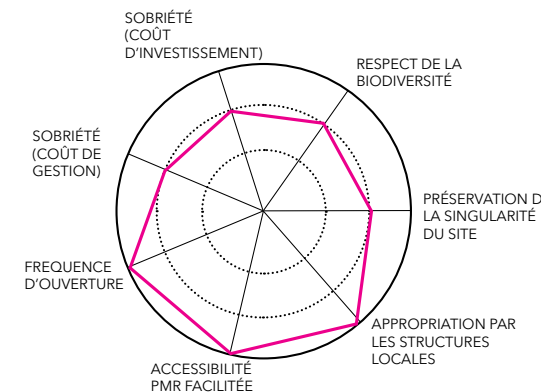 SOBRIÉTÉ
(COÛT
D'INVESTISSEMENT)
RESPECT DE LA
BIODIVERSITÉ
SOBRIÉTÉ
(COÛT DE
GESTION)
PRÉSERVATION D
LA SINGULARITÉ
DU SITE
FREQUENCE
D'OUVERTURE
APPROPRIATION PAR
LES STRUCTURES
LOCALES
ACCESSIBILITÉ
PMR FACILITÉE